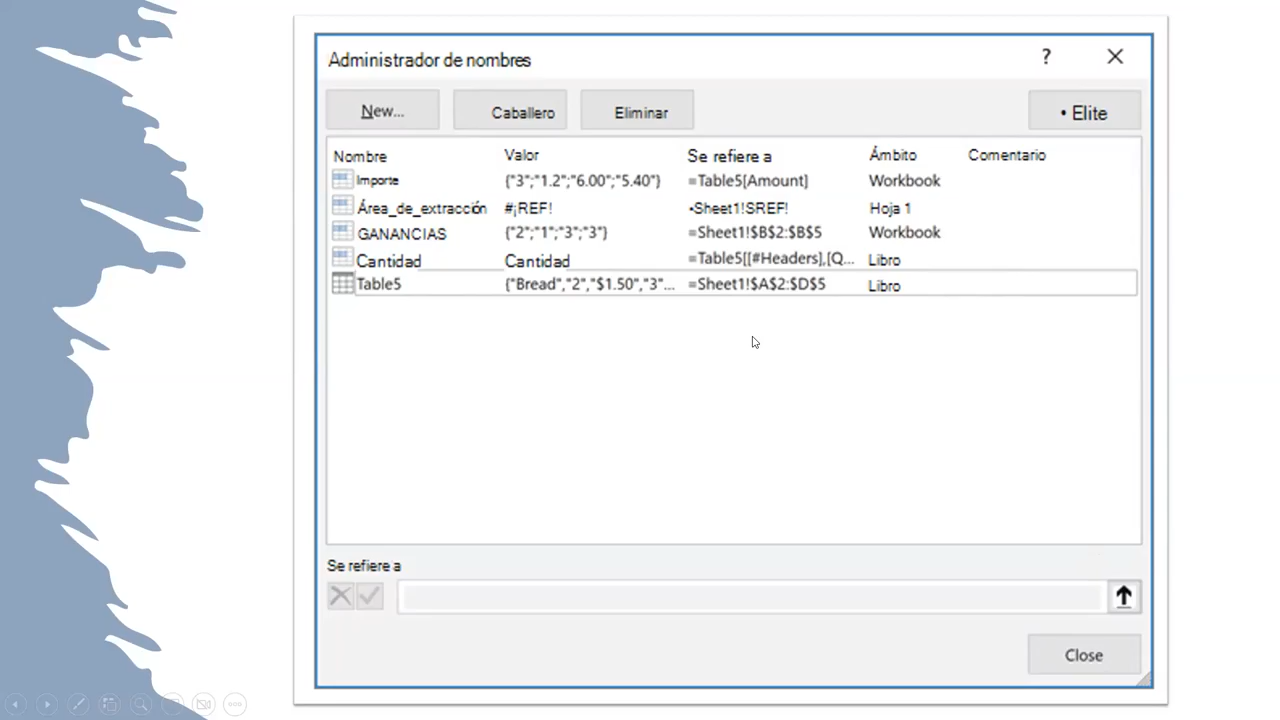 Administrador de nombres ?
New... Caballero Eliminar • Elite
Nombre Valor Se refiere a Ámbito Comentario
Importe {"3";"1.2";"6.00";"5.40"} =Table5[Amount] Workbook
Área_de_extracción #¡REF! •Sheet1!SREF! Hoja 1
GANANCIAS {"2";"1";"3";"3"} =Sheet1!$B$2:$B$5 Workbook
Cantidad Cantidad =Table5[[#Headers],[Q... Libro
Table5 {"Bread","2","$1.50","3"... =Sheet1!$A$2:$D$5 Libro
Se refiere a
Close